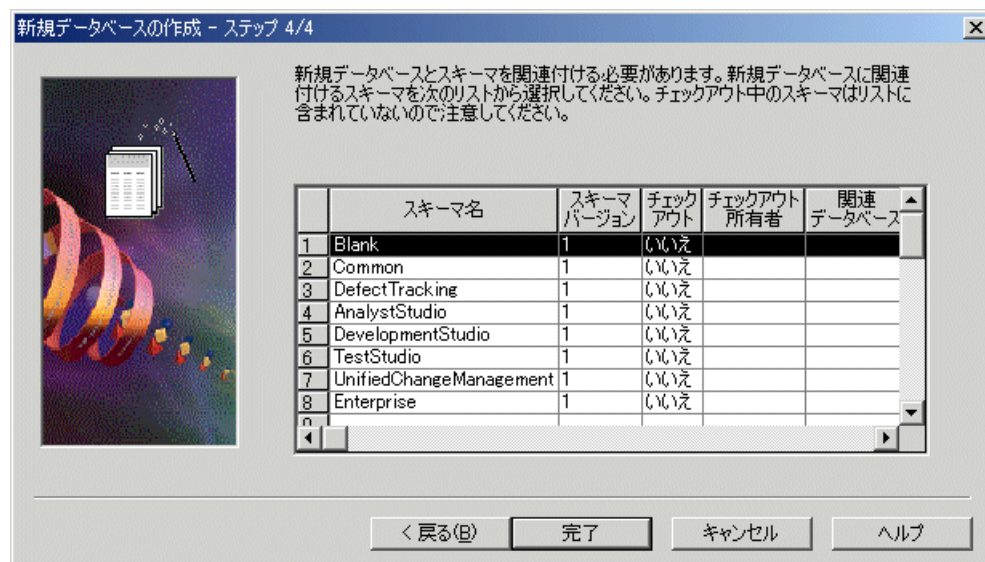 新規データベースの作成 - ステップ 4/4
新規データベースとスキーマを関連付ける必要があります。新規データベースに関連
付けるスキーマを次のリストから選択してください。チェックアウト中のスキーマはリストに
含まれていないので注意してください。
スキーマ名 スキーマバージョン チェックアウト チェックアウト所有者 関連データベース
1 Blank 1 いいえ
2 Common 1 いいえ
3 DefectTracking 1 いいえ
4 AnalystStudio 1 いいえ
5 DevelopmentStudio 1 いいえ
6 TestStudio 1 いいえ
7 UnifiedChangeManagement 1 いいえ
8 Enterprise 1 いいえ
< 戻る(B) 完了 キャンセル ヘルプ